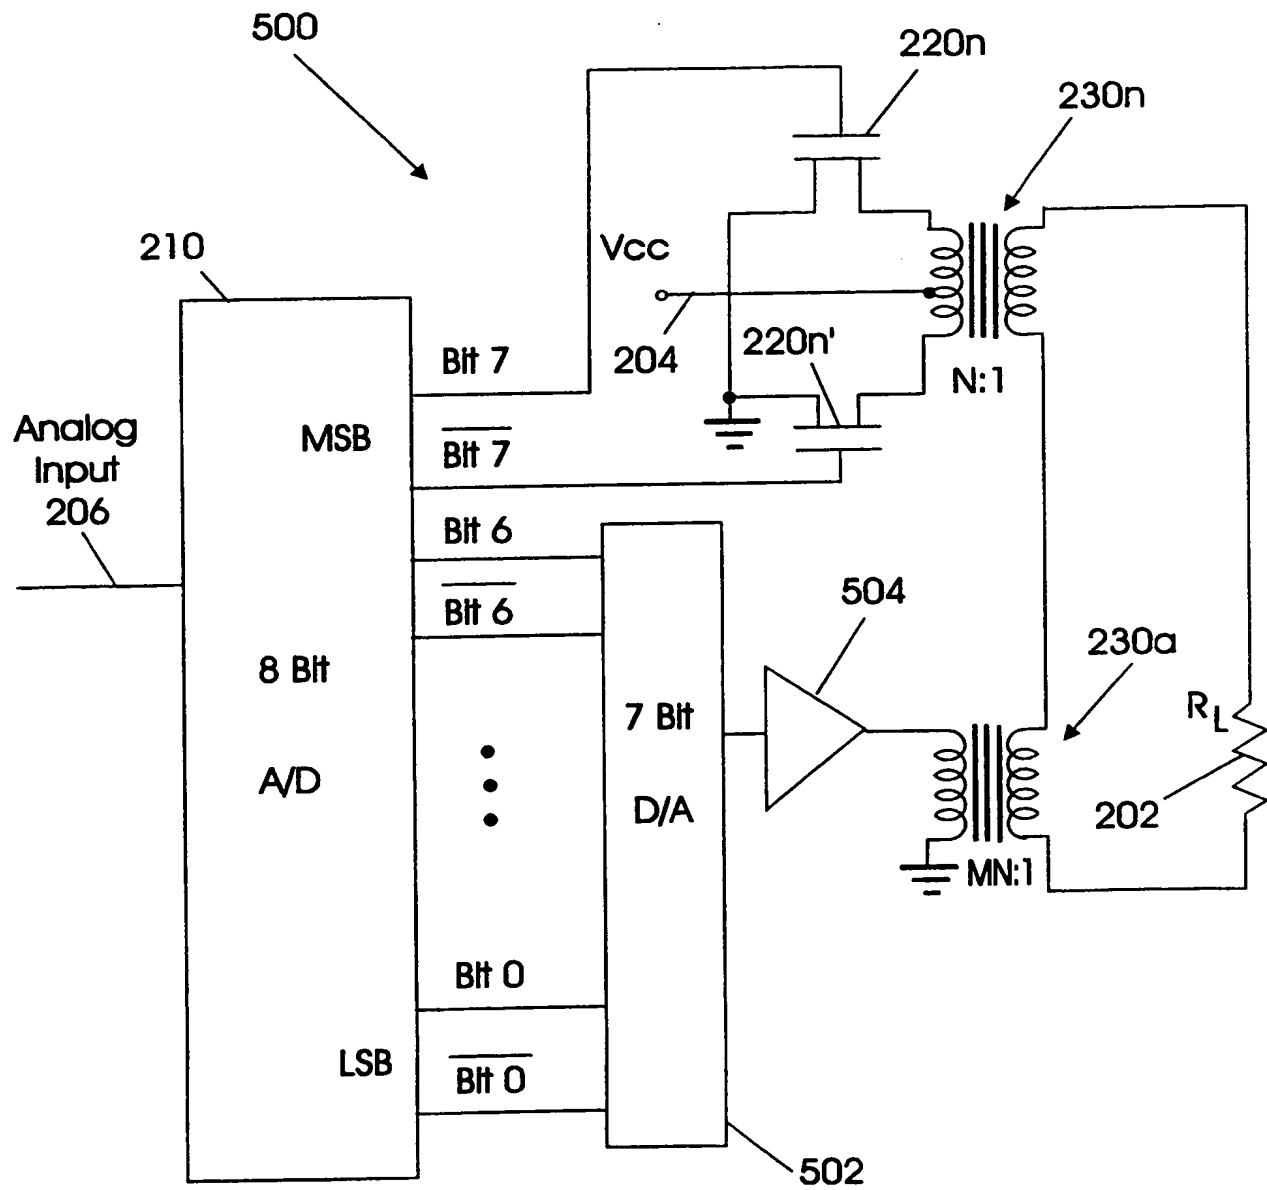 500
220n
230n
210
Vcc
204
220n'
N:1
Bit 7
MSB
Bit 7
Analog
Input
206
Bit 6
Bit 6
504
230a
8 Bit
7 Bit
RL
A/D
D/A
202
MN:1
Bit 0
LSB
Bit 0
502